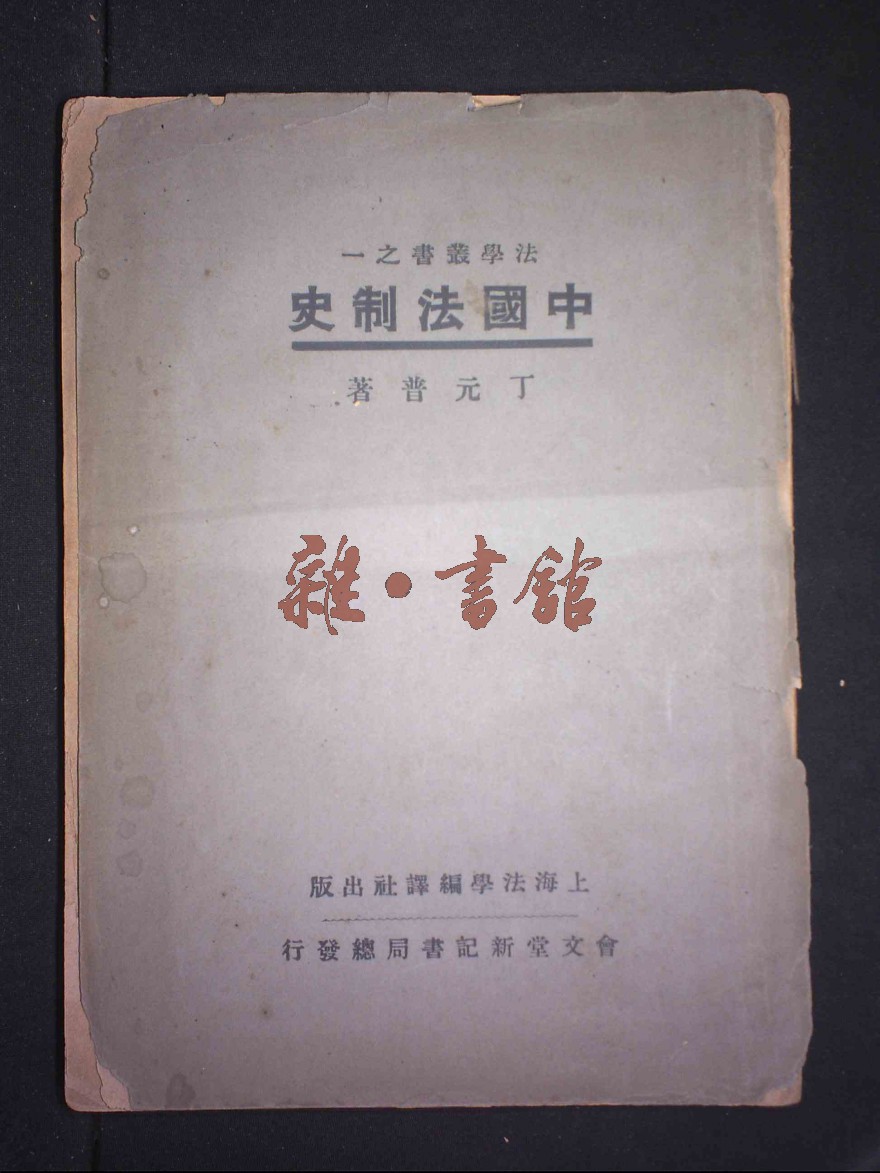 法學叢書之一
中國法制史
丁元普著
雜·書館
上海法學編譯社出版
會文堂新記書局總發行